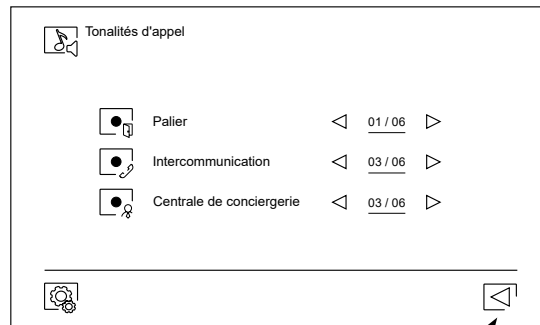 Tonalités d'appel
Palier 01 / 06
Intercommunication 03 / 06
Centrale de conciergerie 03 / 06